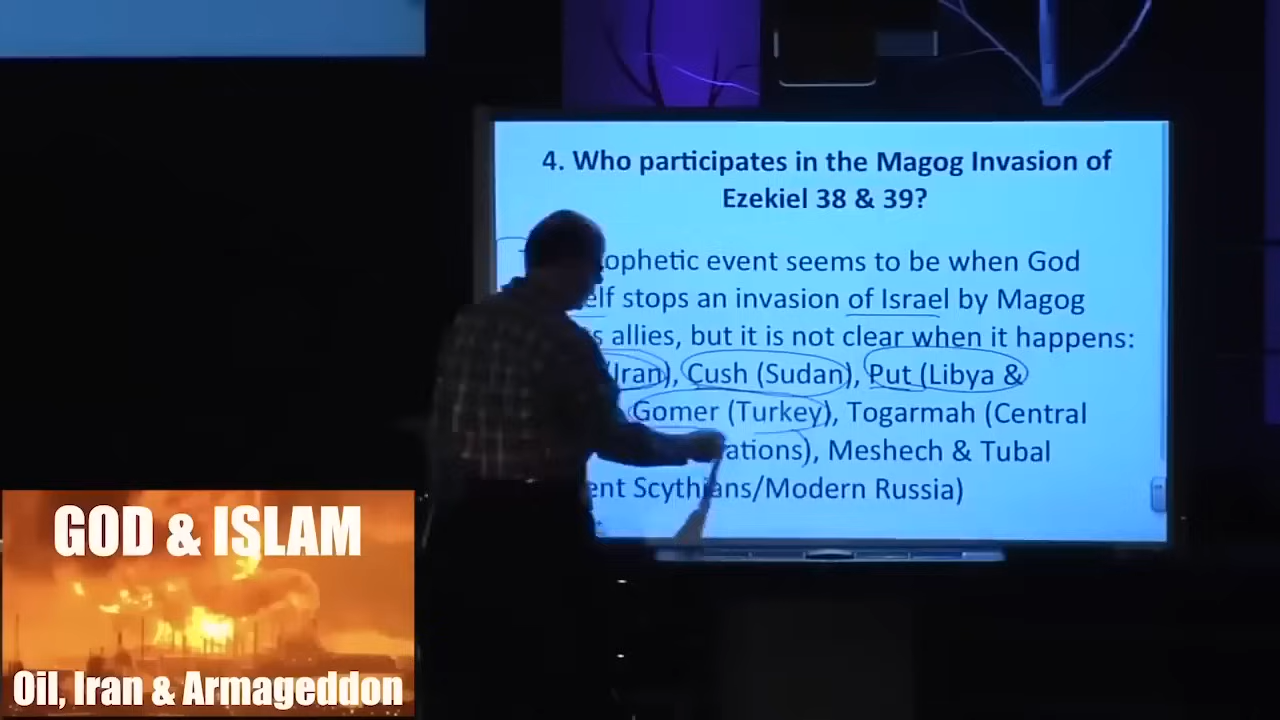 4. Who participates in the Magog Invasion of
Ezekiel 38 & 39?
ophetic event seems to be when God
elf stops an invasion of Israel by Magog
s allies, but it is not clear when it happens:
(Iran), Cush (Sudan), Put (Libya &
Gomer (Turkey), Togarmah (Central
ations), Meshech & Tubal
ent Scythians/Modern Russia)
GOD & ISLAM
Oil, Iran & Armageddon